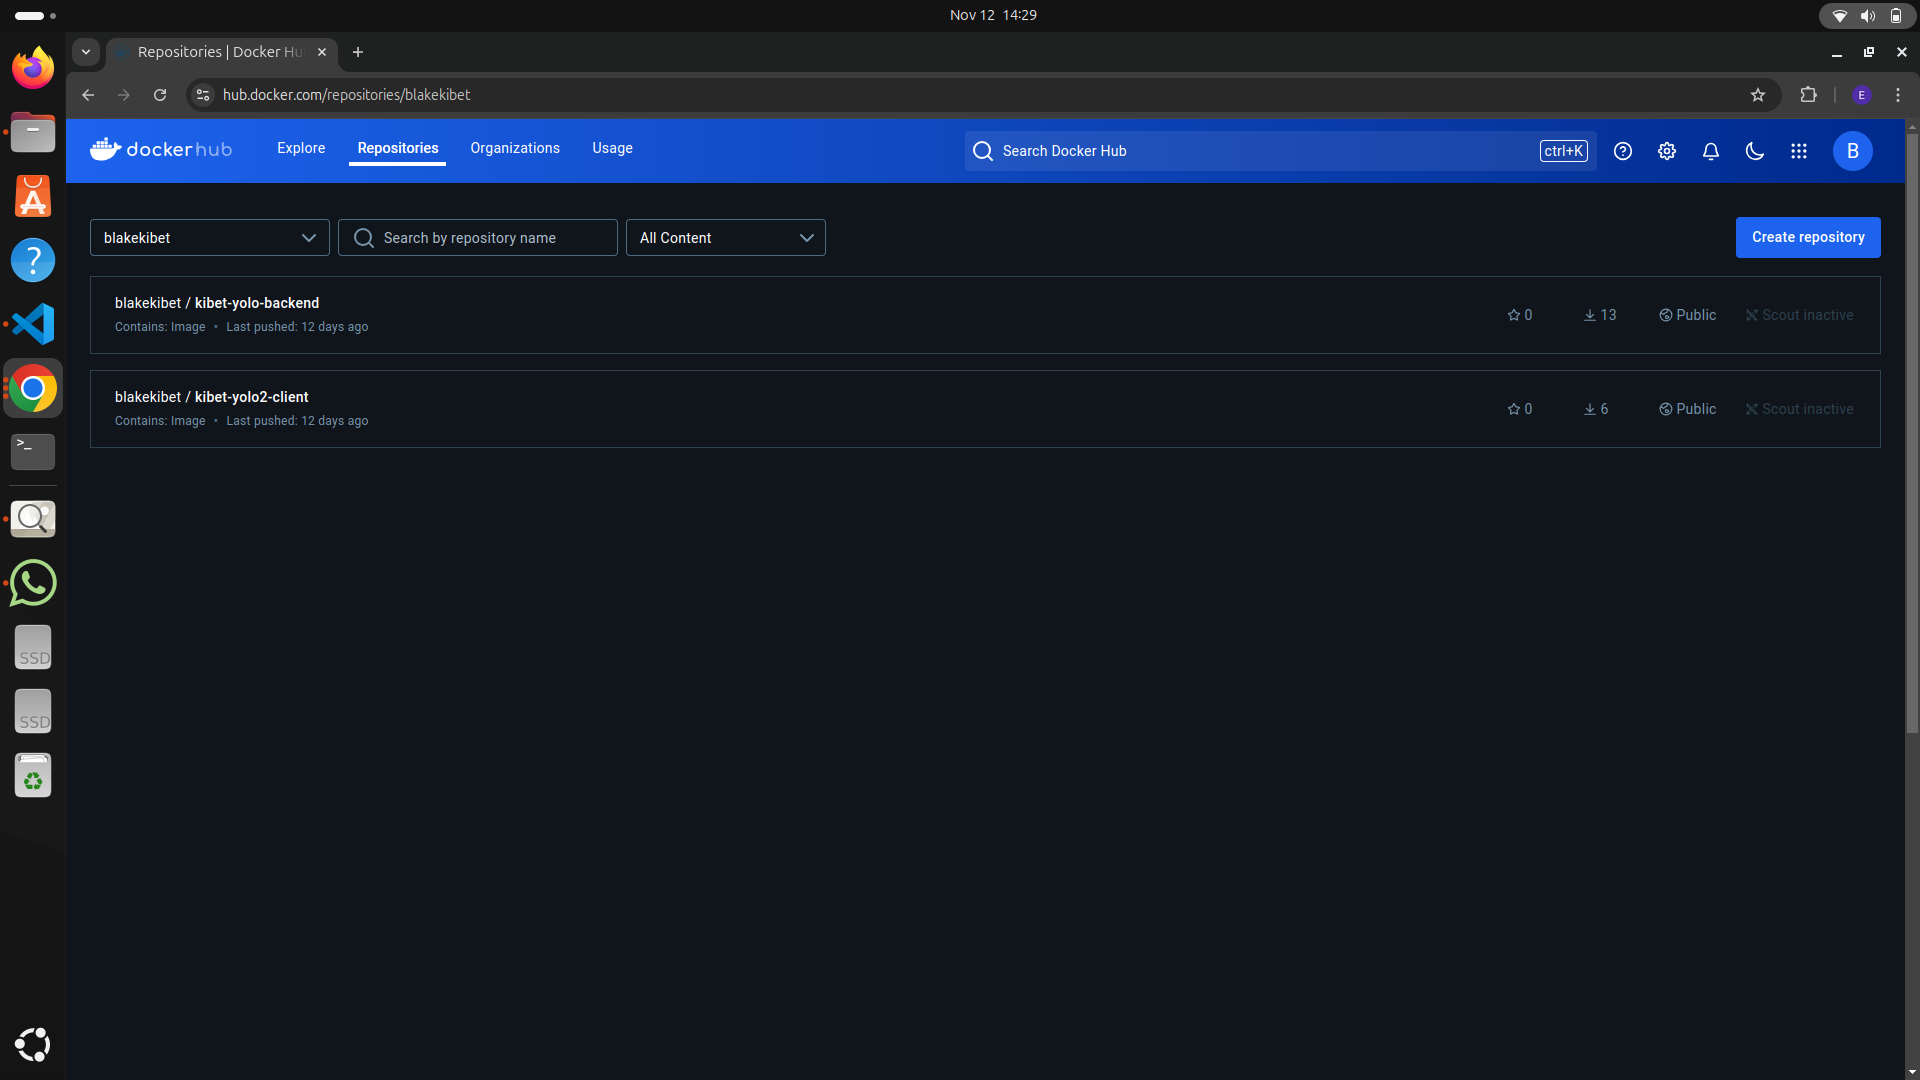 Nov 12 14:29
Repositories | Docker Hu
hub.docker.com/repositories/blakekibet
E
dockerhub
Explore
Repositories
Organizations
Usage
Search Docker Hub
ctrl+K
B
blakekibet
Search by repository name
All Content
Create repository
blakekibet / kibet-yolo-backend
Contains: Image • Last pushed: 12 days ago
0
13
Public
Scout inactive
blakekibet / kibet-yolo2-client
Contains: Image • Last pushed: 12 days ago
0
6
Public
Scout inactive
>_
SSD
SSD